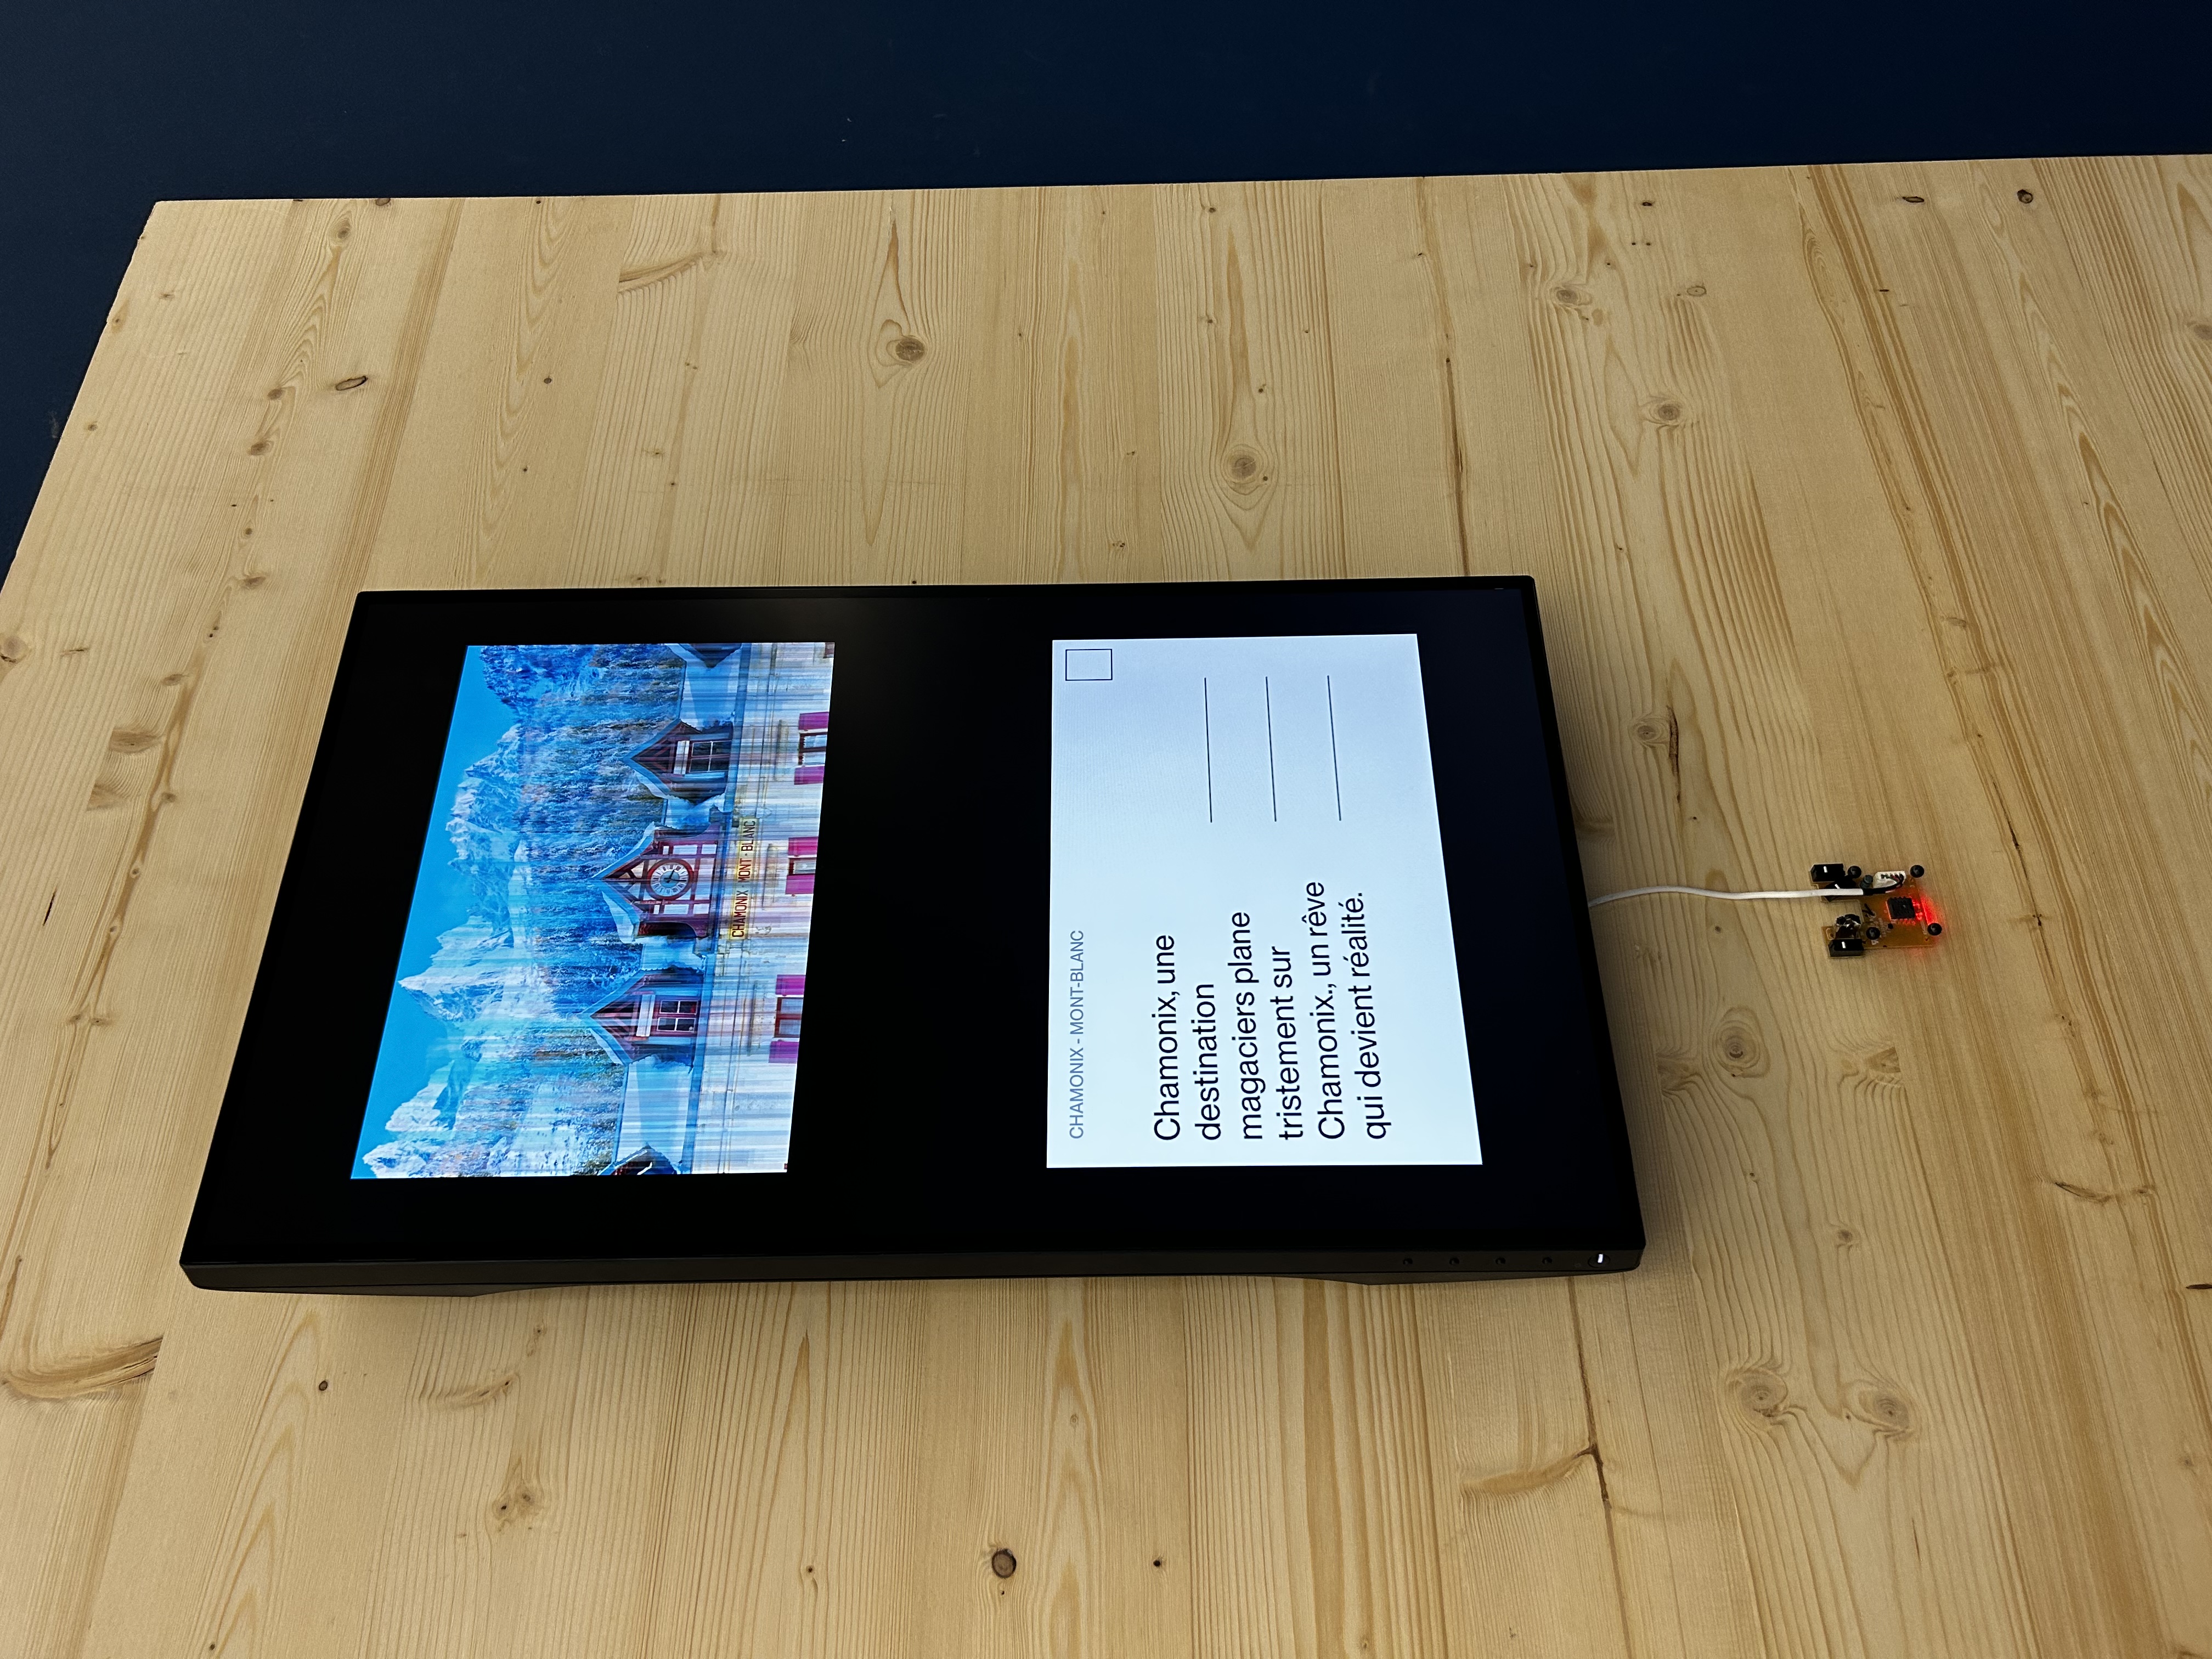 CHAMONIX - MONT - BLANC
CHAMONIX - MONT-BLANC
Chamonix, une
destination
magaciers plane
tristement sur
Chamonix., un rêve
qui devient réalité.